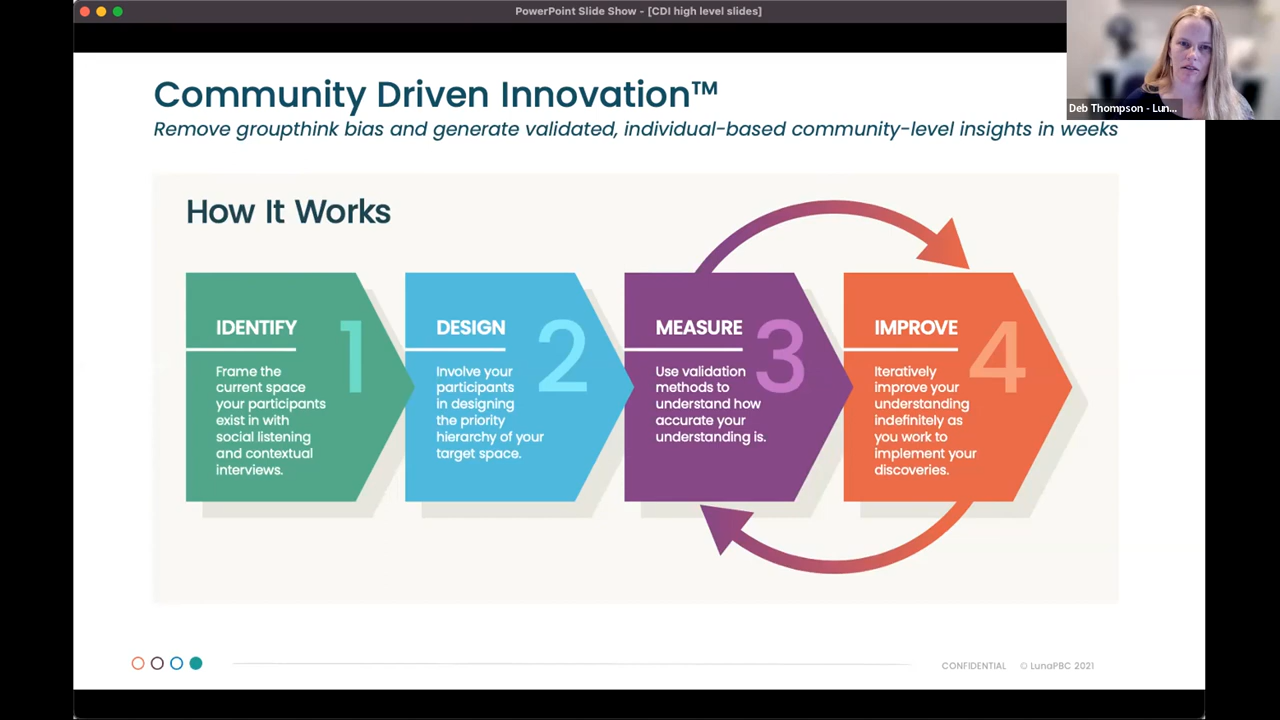 PowerPoint Slide Show - [CDI high level slides]
Deb Thompson - Lun...
Community Driven Innovation™
Remove groupthink bias and generate validated, individual-based community-level insights in weeks
How It Works
IDENTIFY
1
Frame the
current space
your participants
exist in with
social listening
and contextual
interviews.
DESIGN
2
Involve your
participants
in designing
the priority
hierarchy of your
target space.
MEASURE
3
Use validation
methods to
understand how
accurate your
understanding is.
IMPROVE
4
Iteratively
improve your
understanding
indefinitely as
you work to
implement your
discoveries.
CONFIDENTIAL © LunaPBC 2021